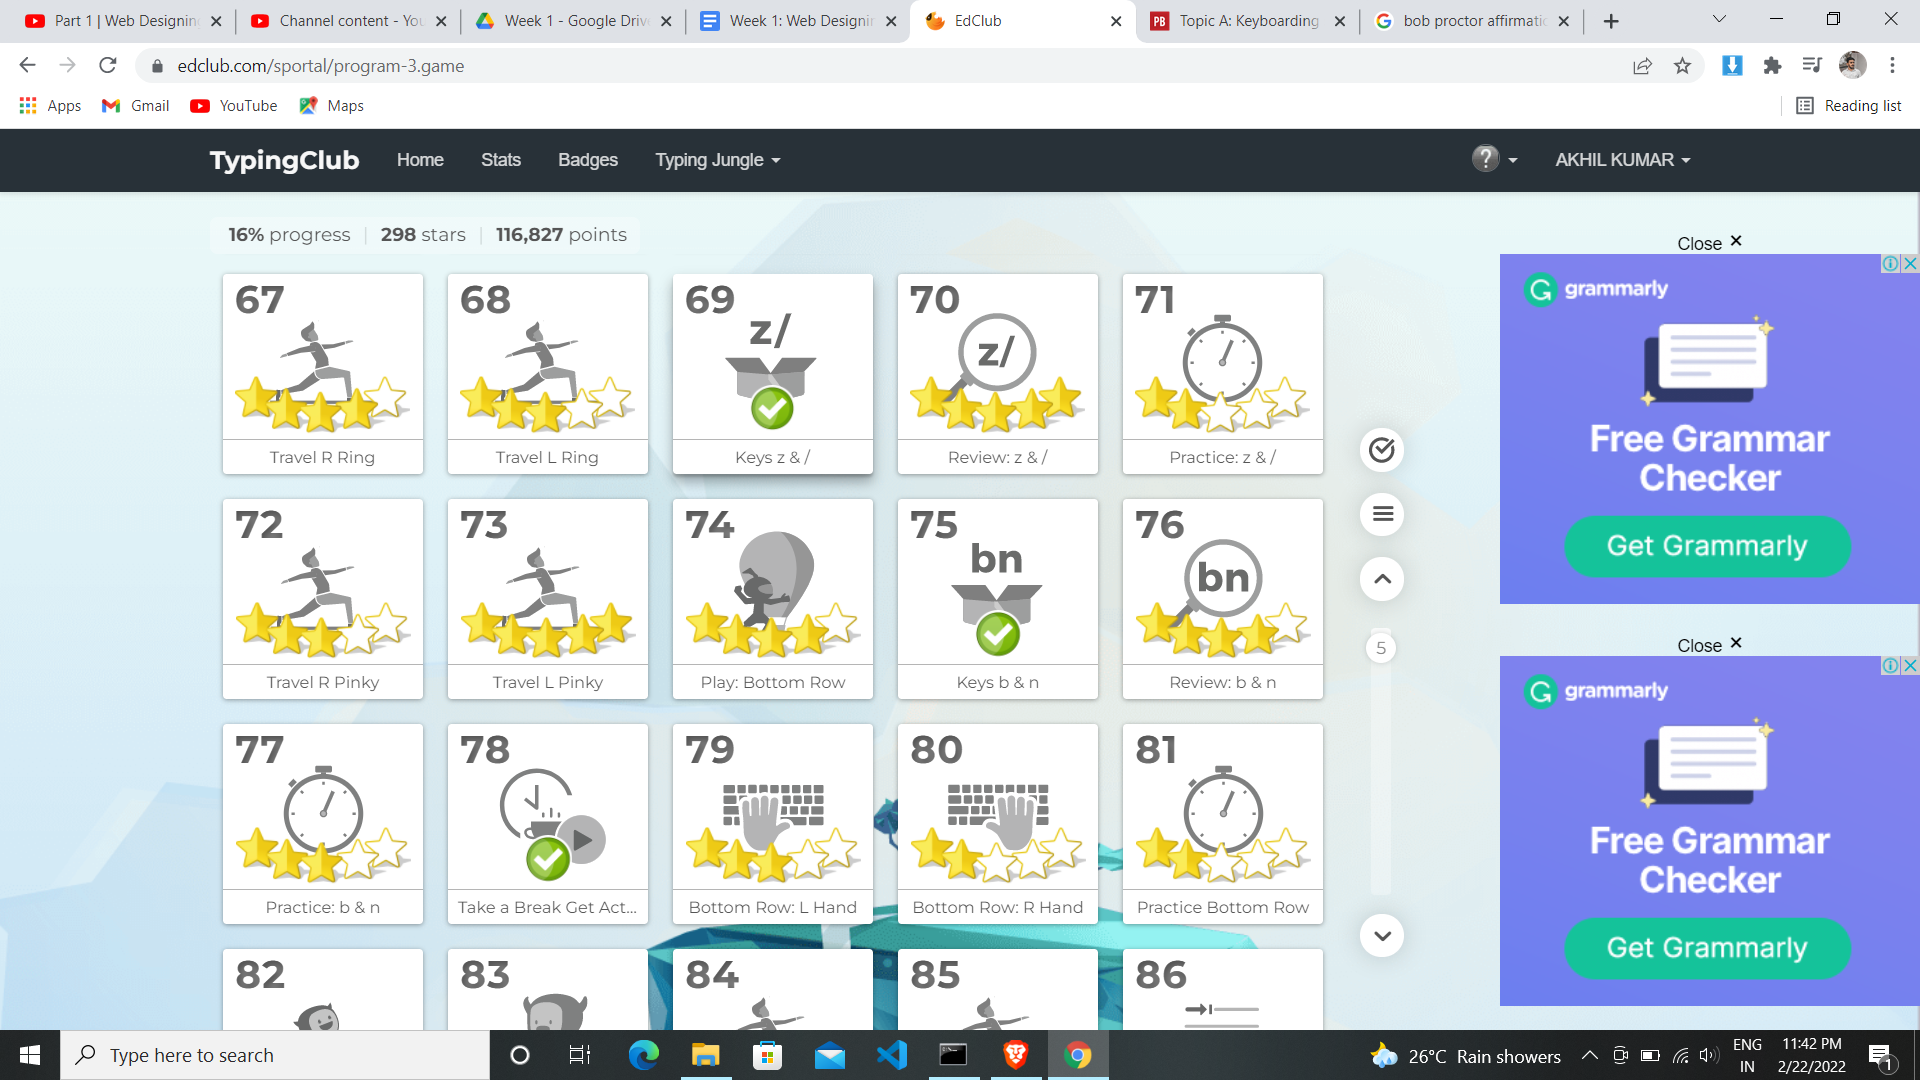 Part 1 | Web Designing
Channel content - You
Week 1 - Google Drive
Week 1: Web Designin
EdClub
Topic A: Keyboarding
bob proctor affirmatio
edclub.com/sportal/program-3.game
Apps
Gmail
YouTube
Maps
Reading list
TypingClub
Home
Stats
Badges
Typing Jungle
?
AKHIL KUMAR
16% progress | 298 stars | 116,827 points
Close ×
67
68
69
z/
70
z/
71
Travel R Ring
Travel L Ring
Keys z & /
Review: z & /
Practice: z & /
grammarly
Free Grammar
Checker
Get Grammarly
72
73
74
75
bn
76
bn
Travel R Pinky
Travel L Pinky
Play: Bottom Row
Keys b & n
Review: b & n
5
Close ×
grammarly
Free Grammar
Checker
Get Grammarly
77
78
79
80
81
Practice: b & n
Take a Break Get Act...
Bottom Row: L Hand
Bottom Row: R Hand
Practice Bottom Row
82
83
84
85
86
Type here to search
26°C Rain showers
ENG
IN
11:42 PM
2/22/2022
1